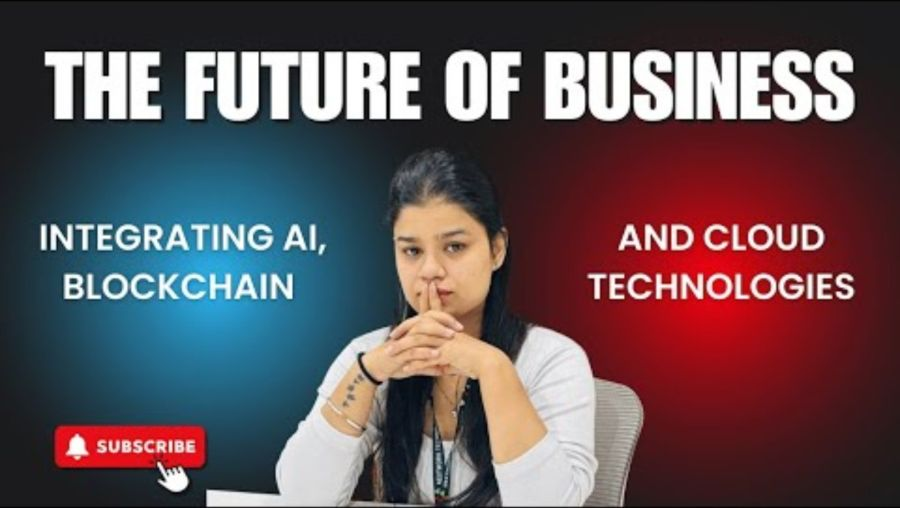 THE FUTURE OF BUSINESS
INTEGRATING AI,
BLOCKCHAIN
AND CLOUD
TECHNOLOGIES
SUBSCRIBE